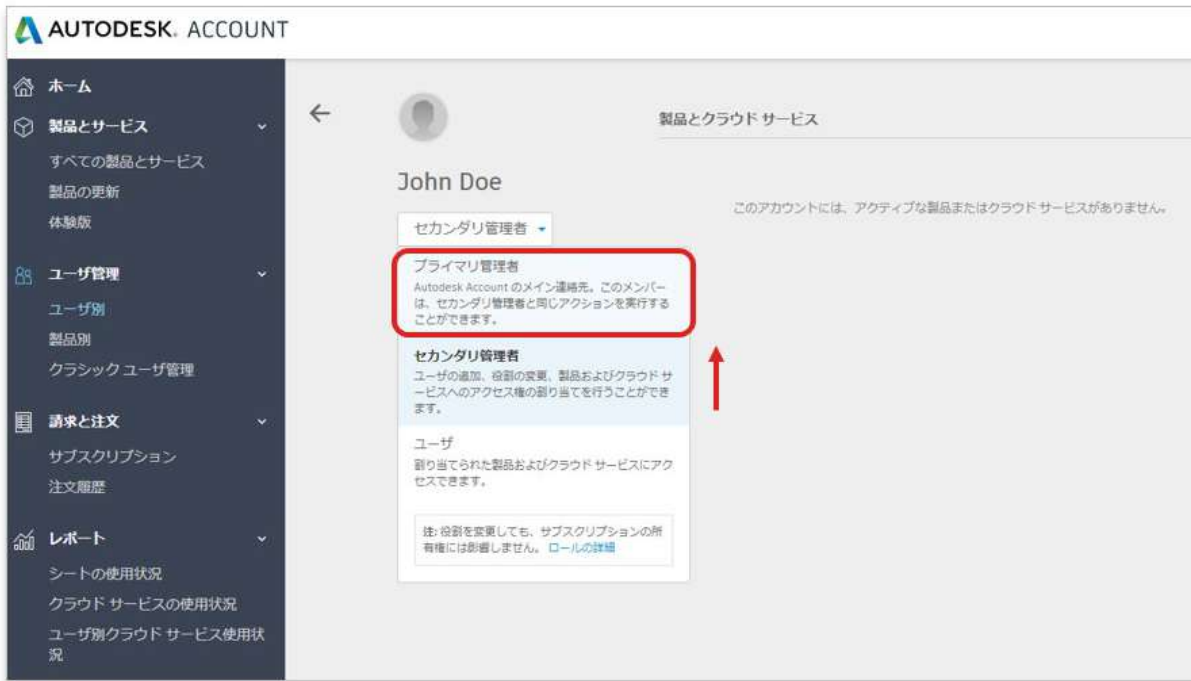 AUTODESK. ACCOUNT
ホーム
製品とサービス
すべての製品とサービス
製品の更新
体験版
ユーザ管理
ユーザ別
製品別
クラシック ユーザ管理
請求と注文
サブスクリプション
注文履歴
レポート
シートの使用状況
クラウド サービスの使用状況
ユーザ別クラウド サービス使用状
況
John Doe
セカンダリ管理者
プライマリ管理者
Autodesk Account のメイン連絡先。このメンバー
は、セカンダリ管理者と同じアクションを実行する
ことができます。
セカンダリ管理者
ユーザの追加、役割の変更、製品およびクラウド サ
ービスへのアクセス権の割り当てを行うことができ
ます。
ユーザ
割り当てられた製品およびクラウド サービスにアク
セスできます。
注: 役割を変更しても、サブスクリプションの所
有権には影響しません。 ロールの詳細
製品とクラウド サービス
このアカウントには、アクティブな製品またはクラウド サービスがありません。